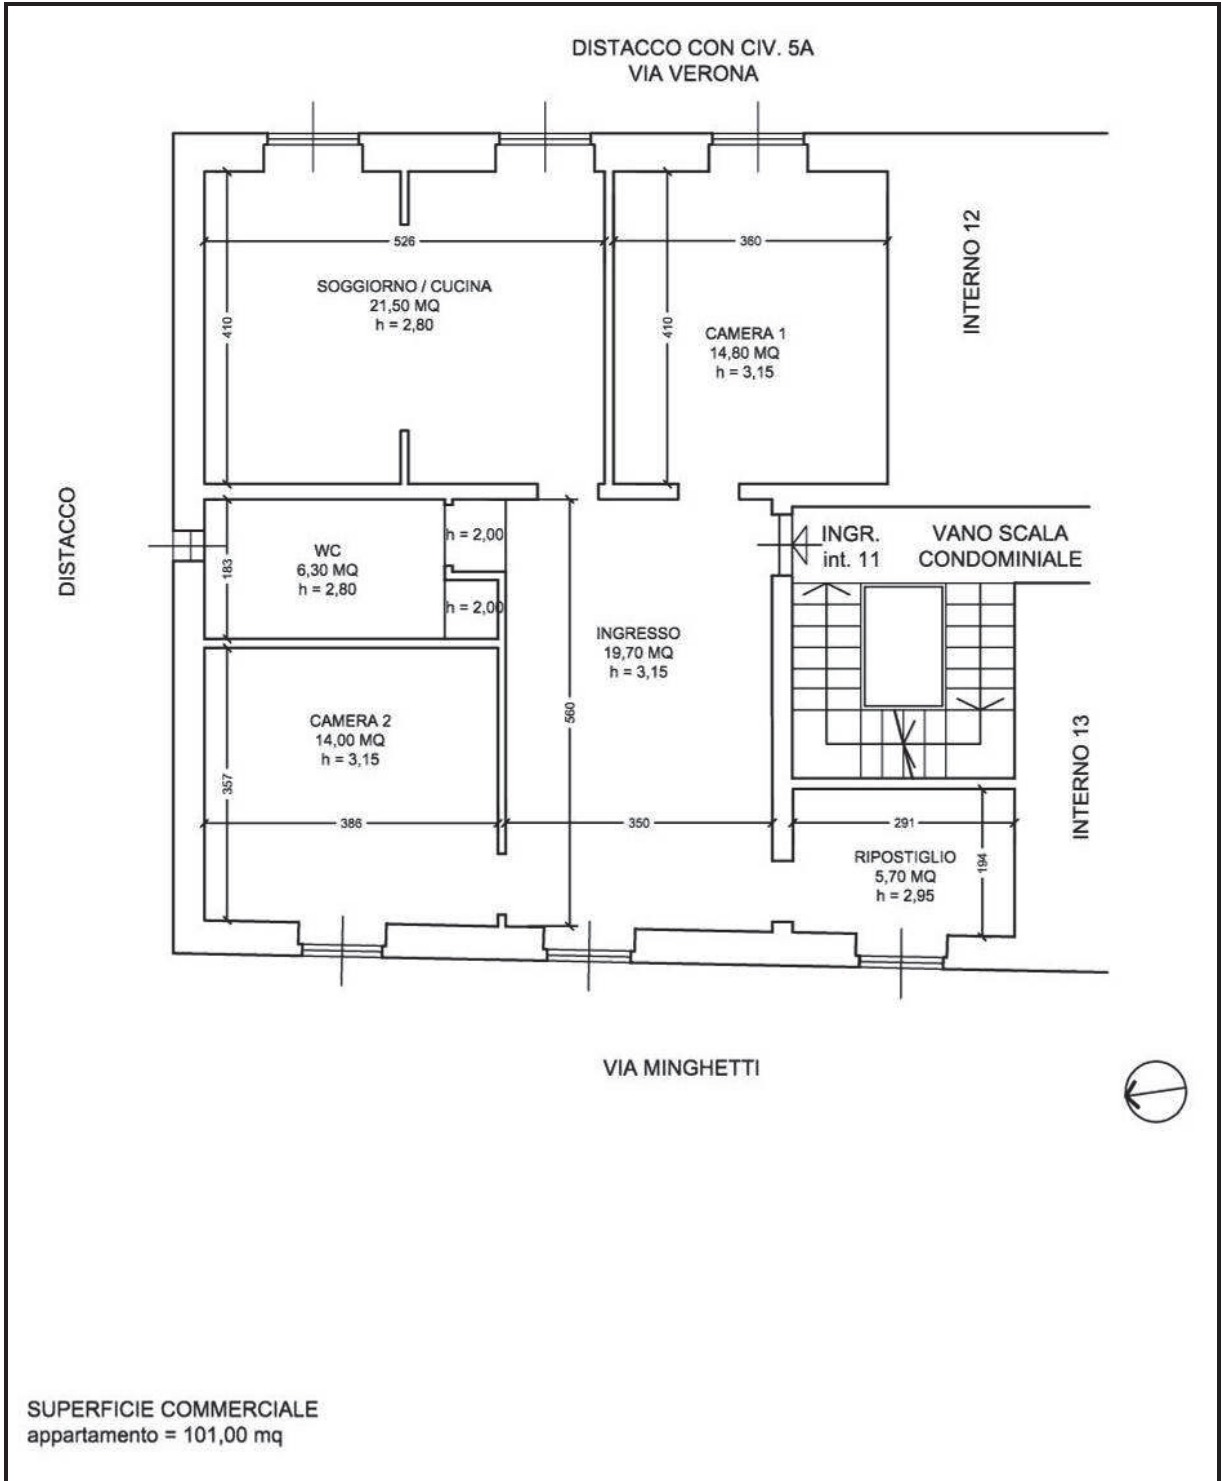 DISTACCO CON CIV. 5A
VIA VERONA
526
360
SOGGIORNO / CUCINA
21,50 MQ
h = 2,80
410
410
CAMERA 1
14,80 MQ
h = 3,15
INTERNO 12
DISTACCO
WC
6,30 MQ
h = 2,80
183
h = 2,00
h = 2,00
INGR.
int. 11
VANO SCALA
CONDOMINIALE
INGRESSO
19,70 MQ
h = 3,15
560
CAMERA 2
14,00 MQ
h = 3,15
357
386
350
291
RIPOSTIGLIO
5,70 MQ
h = 2,95
194
INTERNO 13
VIA MINGHETTI
SUPERFICIE COMMERCIALE
appartamento = 101,00 mq